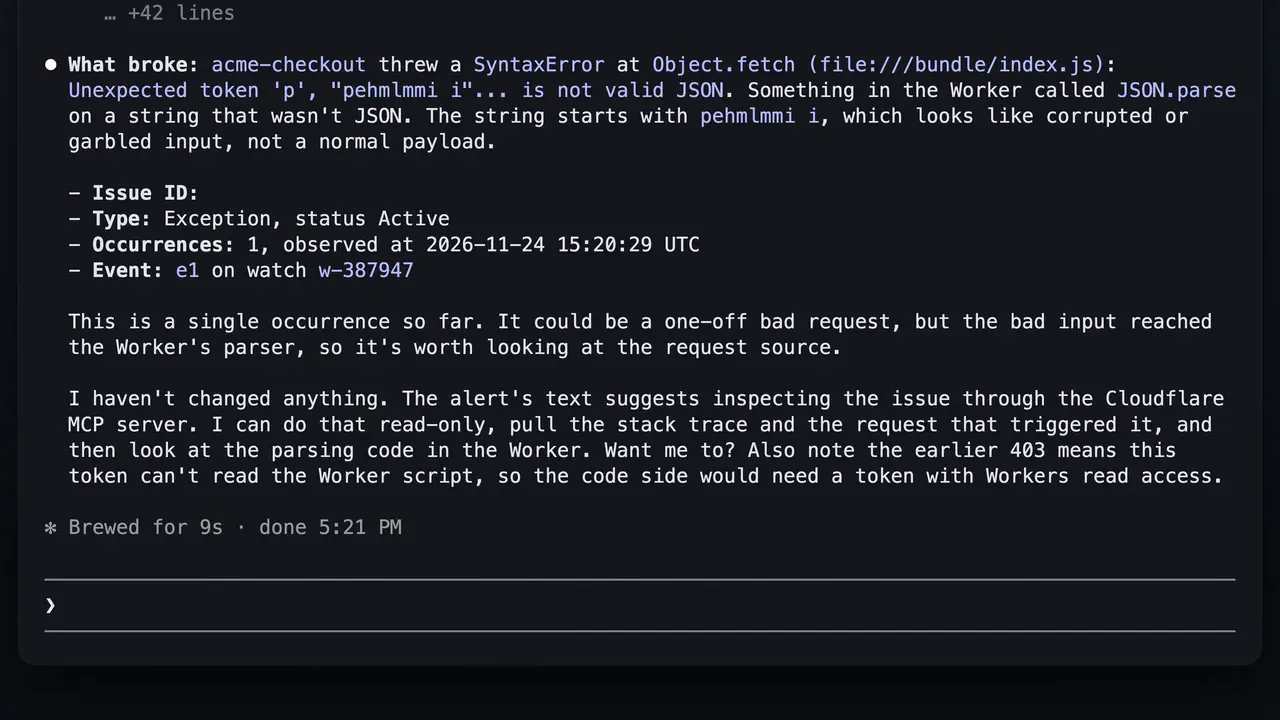 … +42 lines
● What broke: acme-checkout threw a SyntaxError at Object.fetch (file:///bundle/index.js):
Unexpected token 'p', "pehmlmmi i"... is not valid JSON. Something in the Worker called JSON.parse
on a string that wasn't JSON. The string starts with pehmlmmi i, which looks like corrupted or
garbled input, not a normal payload.
– Issue ID:
– Type: Exception, status Active
– Occurrences: 1, observed at 2026-11-24 15:20:29 UTC
– Event: e1 on watch w-387947
This is a single occurrence so far. It could be a one-off bad request, but the bad input reached
the Worker's parser, so it's worth looking at the request source.
I haven't changed anything. The alert's text suggests inspecting the issue through the Cloudflare
MCP server. I can do that read-only, pull the stack trace and the request that triggered it, and
then look at the parsing code in the Worker. Want me to? Also note the earlier 403 means this
token can't read the Worker script, so the code side would need a token with Workers read access.
✻ Brewed for 9s · done 5:21 PM
❯